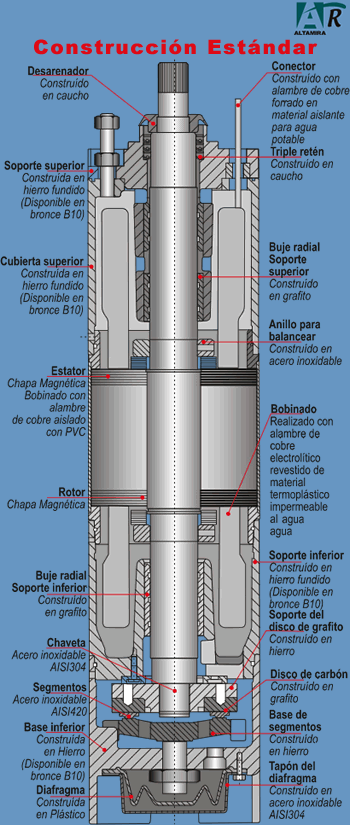 AR
ALTAMIRA
Construcción Estándar
Desarenador
Construido
en caucho
Conector
Construido con
alambre de cobre
forrado en
material aislante
para agua
potable
Triple retén
Construido en
caucho
Soporte superior
Construida en
hierro fundido
(Disponible en
bronce B10)
Buje radial
Soporte
superior
Construido
en grafito
Cubierta superior
Construida en
hierro fundido
(Disponible en
bronce B10)
Anillo para
balancear
Construido en
acero inoxidable
Estator
Chapa Magnética
Bobinado con
alambre
de cobre aislado
con PVC
Bobinado
Realizado con
alambre de
cobre
electrolítico
revestido de
material
termoplástico
impermeable
al agua
agua
Rotor
Chapa Magnética
Soporte inferior
Construido en
hierro fundido
(Disponible en
bronce B10)
Buje radial
Soporte inferior
Construido
en grafito
Soporte del
disco de grafito
Construido en
hierro
Chaveta
Acero inoxidable
AISI304
Disco de carbón
Construido en
grafito
Segmentos
Acero inoxidable
AISI420
Base de
segmentos
Construido
en hierro
Base inferior
Construida
en Hierro
(Disponible en
bronce B10)
Tapón del
diafragma
Construido en
acero inoxidable
AISI304
Diafragma
Construida
en Plástico